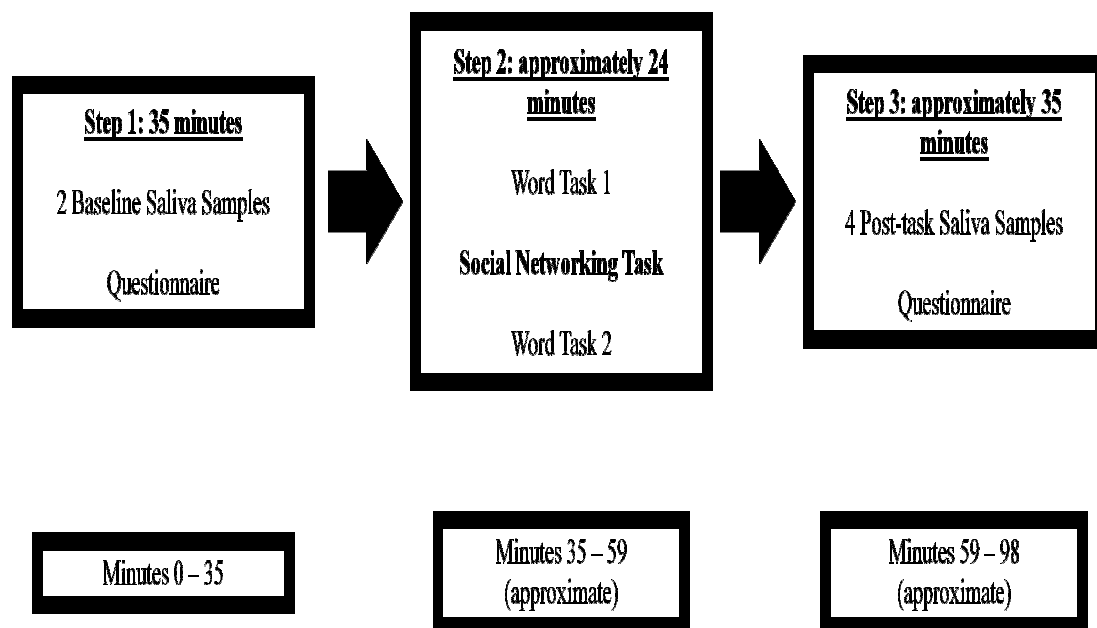 Step 1: 35 minutes
2 Baseline Saliva Samples
Questionnaire
Step 2: approximately 24
minutes
Word Task 1
Social Networking Task
Word Task 2
Step 3: approximately 35
minutes
4 Post-task Saliva Samples
Questionnaire
Minutes 0 – 35
Minutes 35 – 59
(approximate)
Minutes 59 – 98
(approximate)